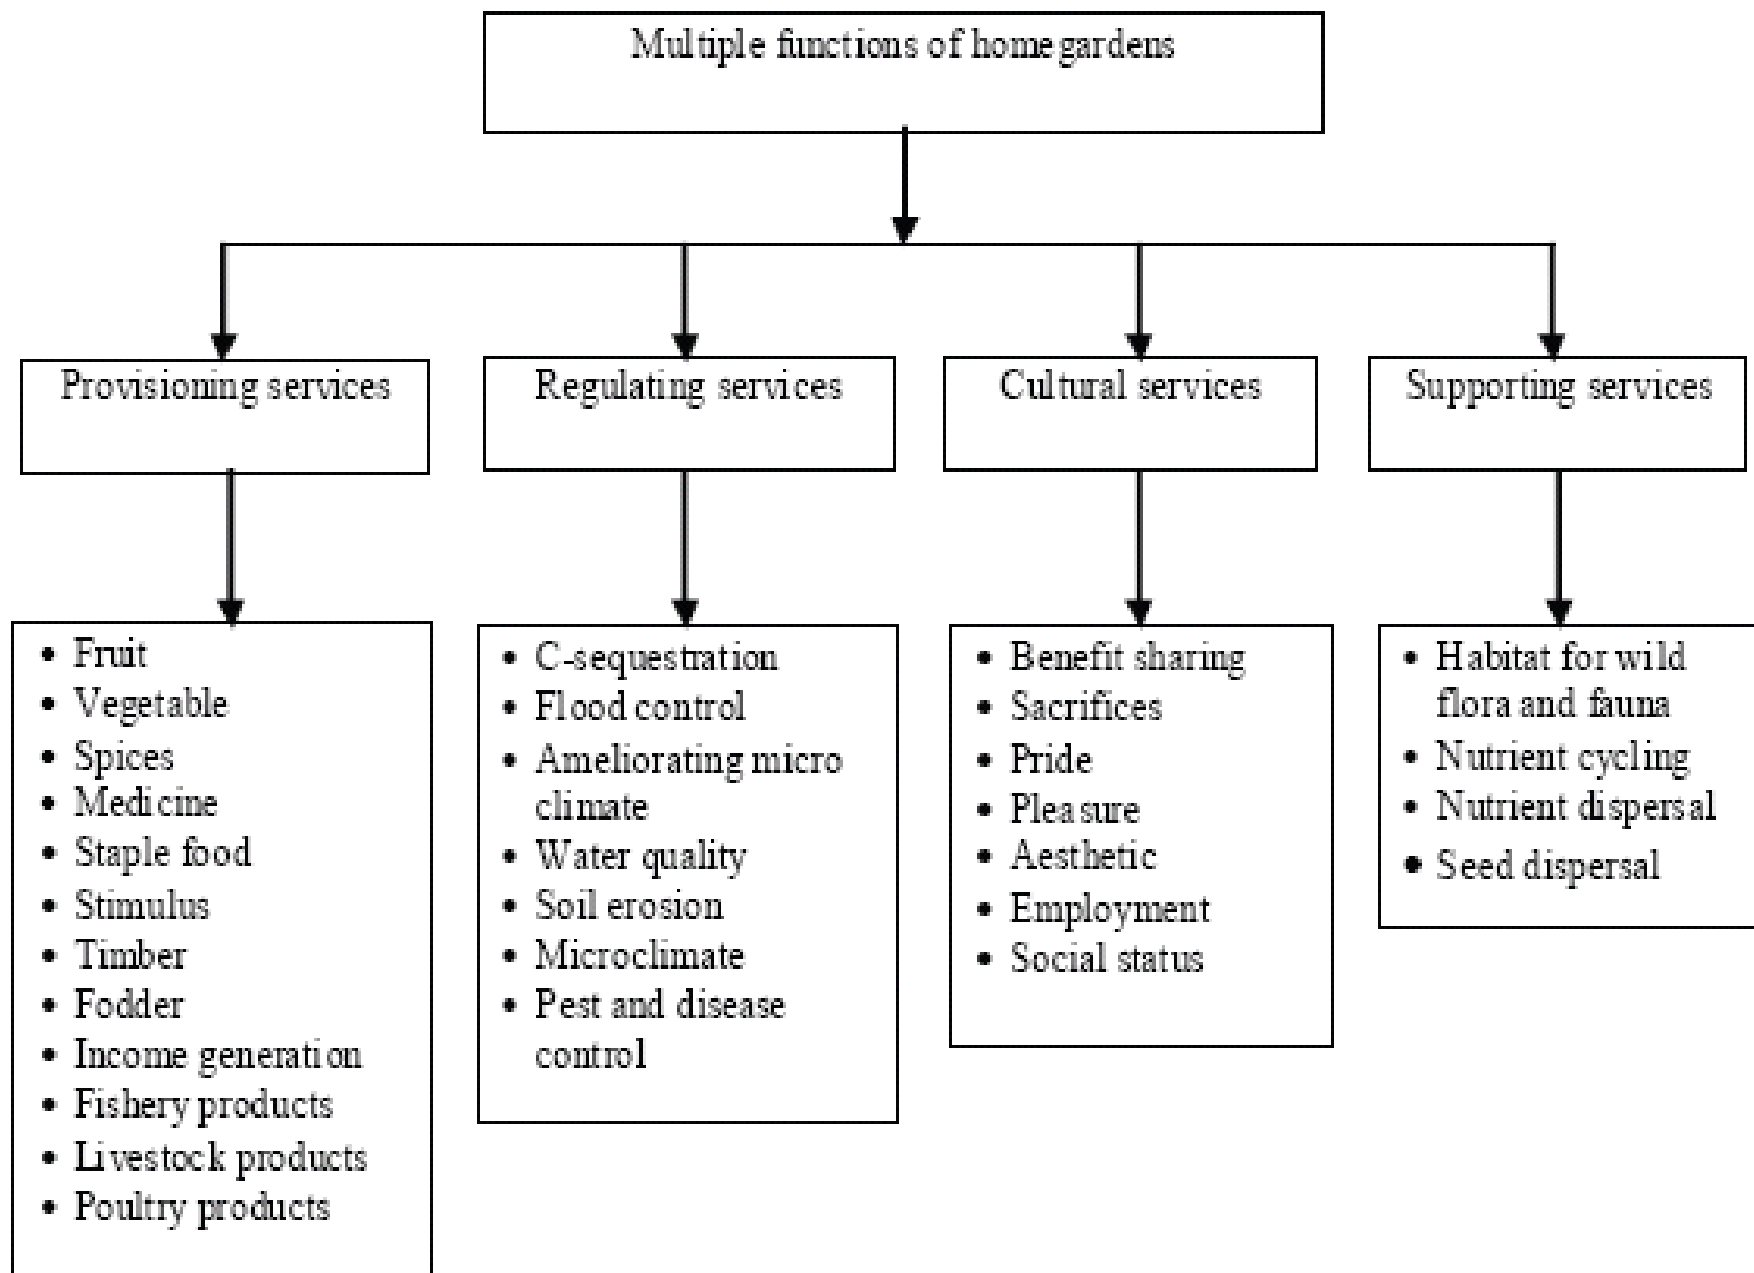 Multiple functions of homegardens
Provisioning services
Regulating services
Cultural services
Supporting services
• Fruit
• Vegetable
• Spices
• Medicine
• Staple food
• Stimulus
• Timber
• Fodder
• Income generation
• Fishery products
• Livestock products
• Poultry products
• C-sequestration
• Flood control
• Ameliorating micro
climate
• Water quality
• Soil erosion
• Microclimate
• Pest and disease
control
• Benefit sharing
• Sacrifices
• Pride
• Pleasure
• Aesthetic
• Employment
• Social status
• Habitat for wild
flora and fauna
• Nutrient cycling
• Nutrient dispersal
• Seed dispersal